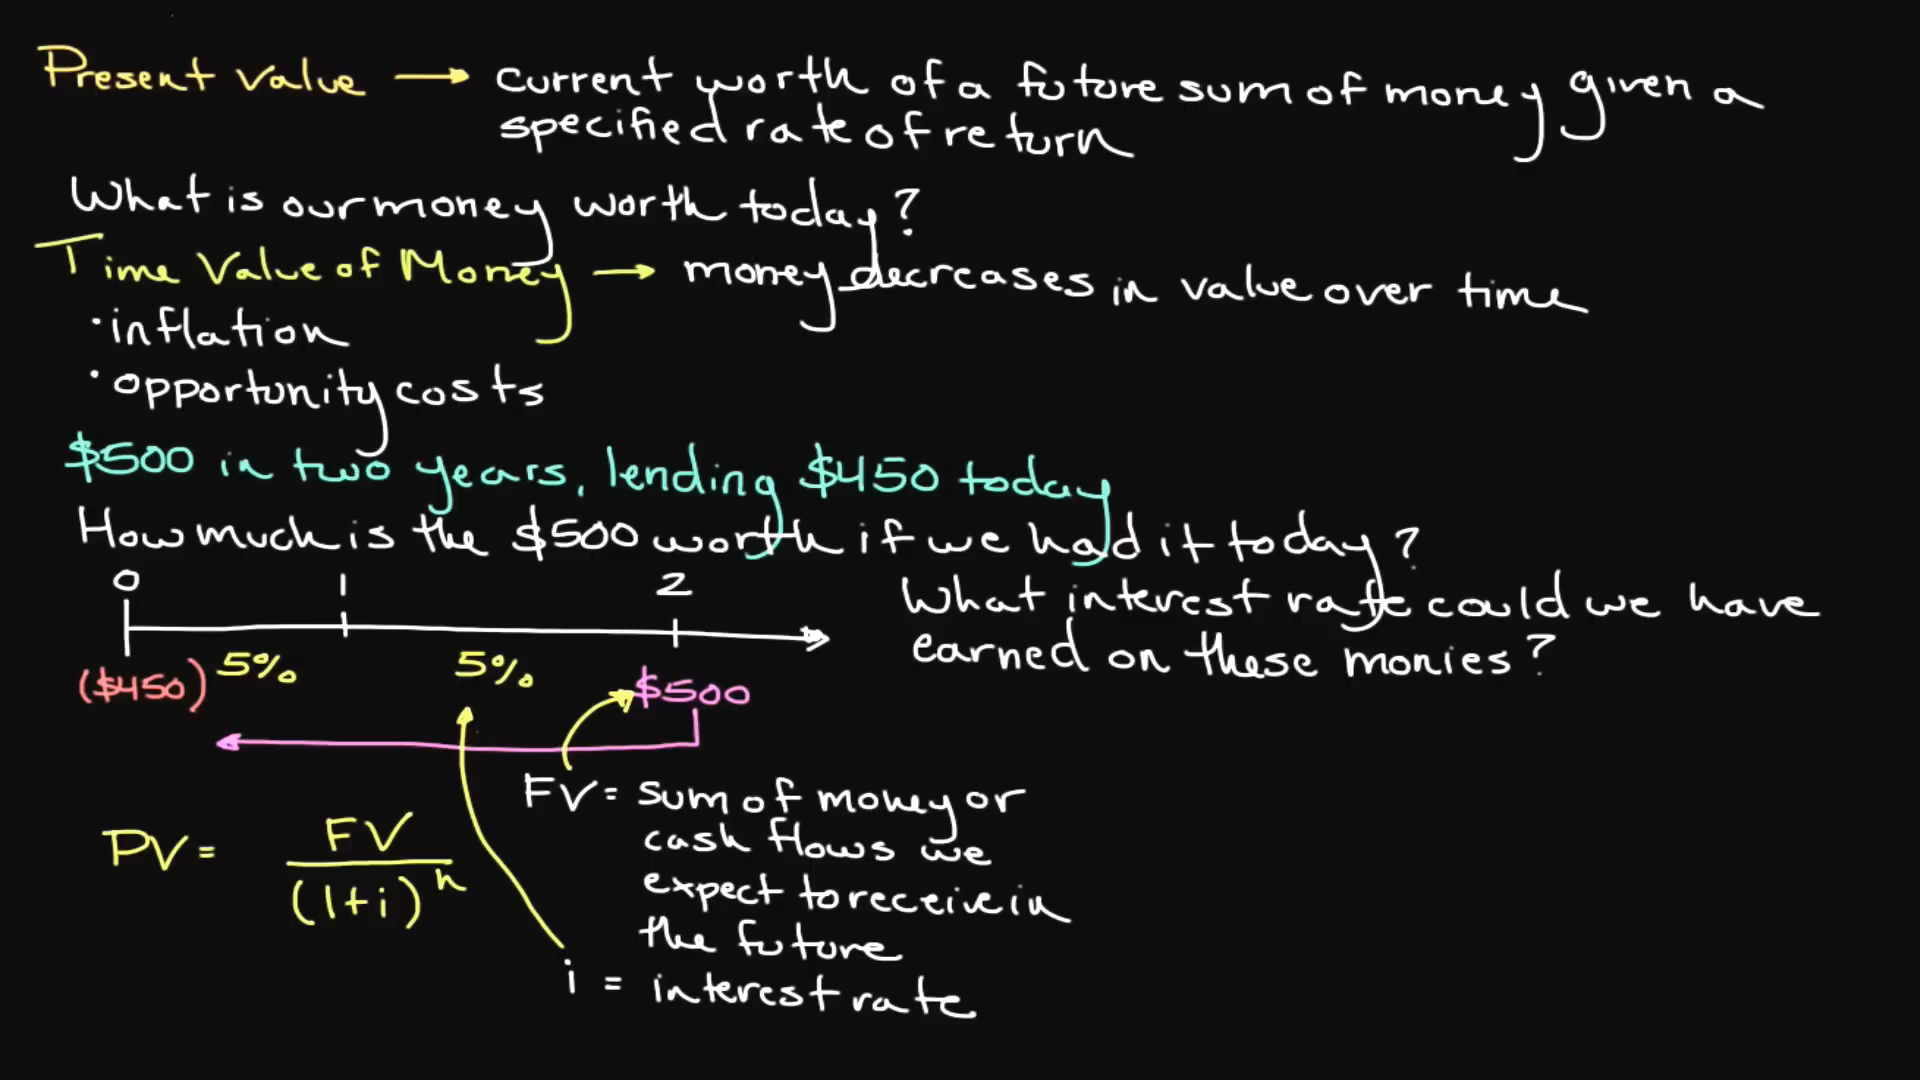 Present Value → current worth of a future sum of money given a
specified rate of return
What is our money worth today?
Time Value of Money → money decreases in value over time
· inflation
· opportunity costs
$500 in two years, lending $450 today
How much is the $500 worth if we had it today?
0 1 2
What interest rate could we have
earned on these monies?
($450) 5% 5% $500
FV = sum of money or
cash flows we
expect to receive in
the future
PV = FV
(1+i)^n
i = interest rate